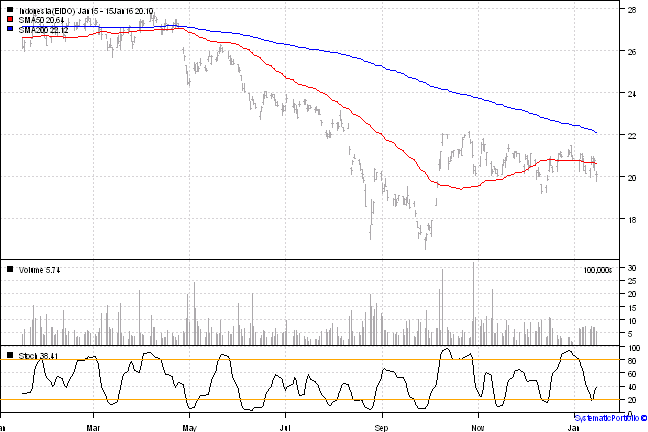 Indonesia(EIDO) Jan15 - 15Jan16 20.10
SMA50 20.64
SMA200 22.12
28
26
24
22
20
18
Volume 5.74
100,000s
30
25
20
15
10
5
Stoch 38.41
100
80
60
40
20
0
Mar
May
Jul
Sep
Nov
Jan
SystematicPortfolio ©